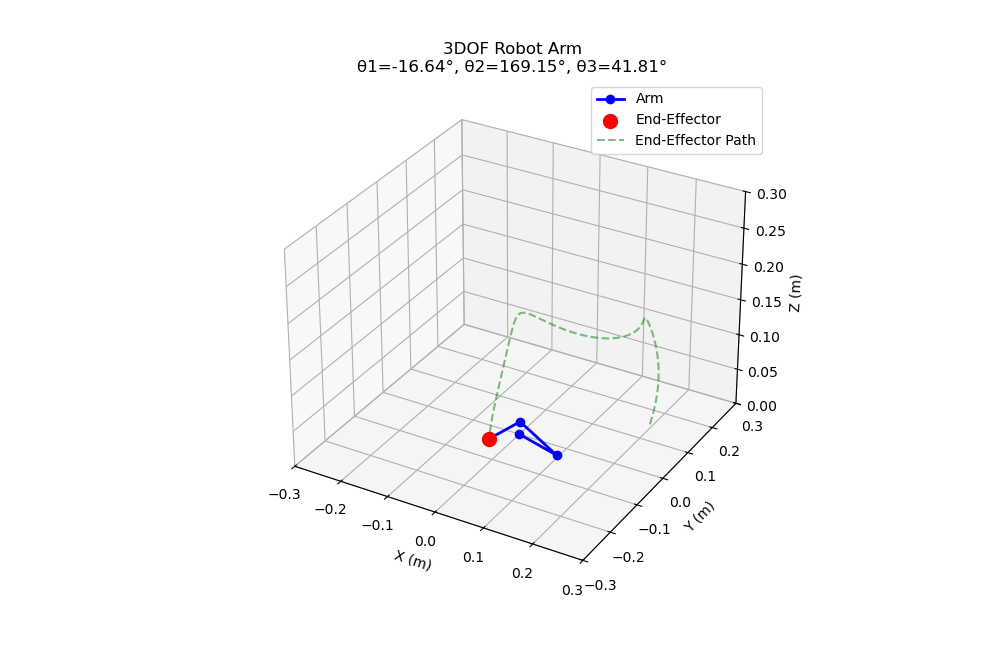 3DOF Robot Arm
θ1=-16.64°, θ2=169.15°, θ3=41.81°
Arm
End-Effector
End-Effector Path
0.30
0.25
0.20
0.15
0.10
0.05
0.00
Z (m)
0.3
0.2
0.1
0.0
−0.1
−0.2
−0.3
Y (m)
−0.3
−0.2
−0.1
0.0
0.1
0.2
0.3
X (m)